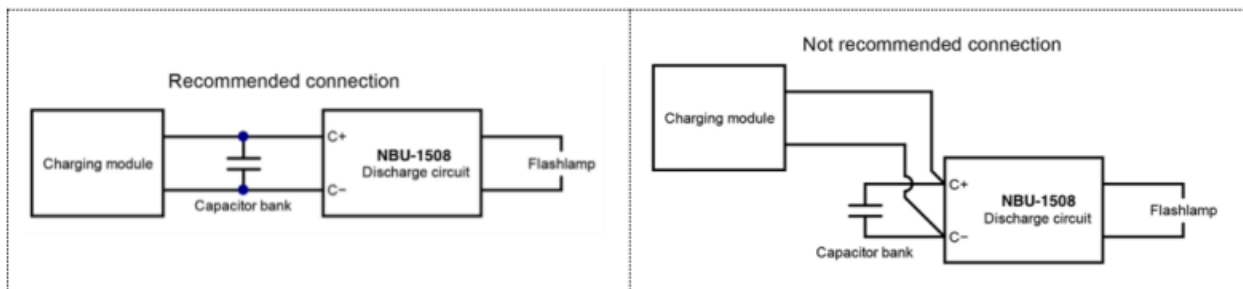 Recommended connection
Charging module
C+
C−
NBU-1508
Discharge circuit
Flashlamp
Capacitor bank
Not recommended connection
Charging module
C+
C−
NBU-1508
Discharge circuit
Flashlamp
Capacitor bank